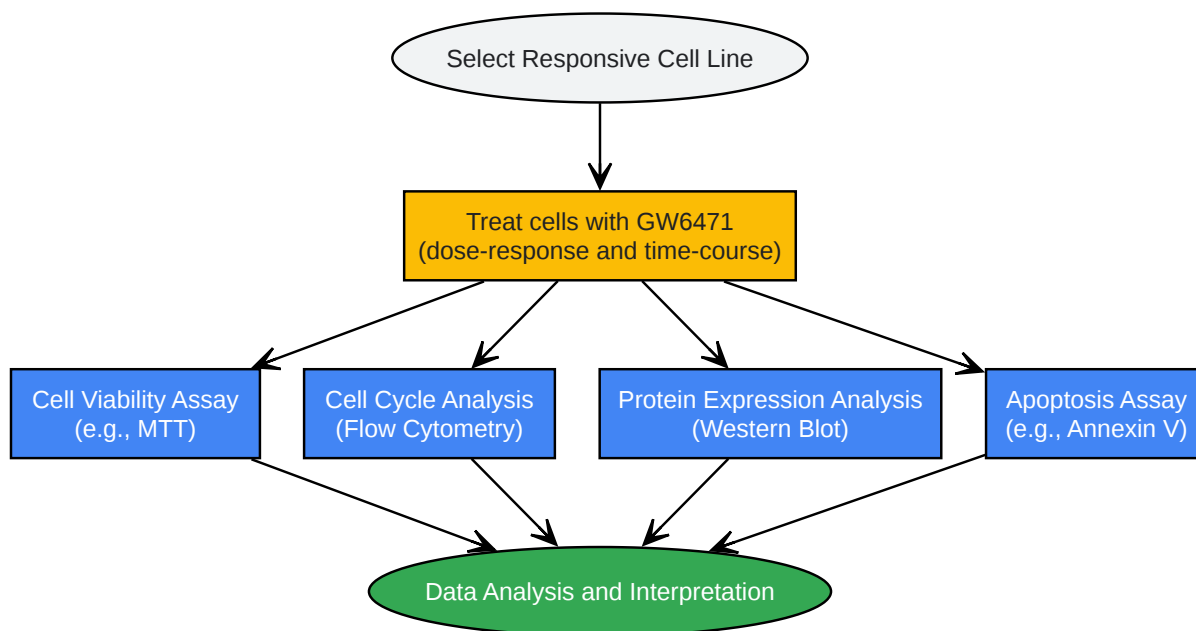 Select Responsive Cell Line
Treat cells with GW6471
(dose-response and time-course)
Cell Viability Assay
(e.g., MTT)
Cell Cycle Analysis
(Flow Cytometry)
Protein Expression Analysis
(Western Blot)
Apoptosis Assay
(e.g., Annexin V)
Data Analysis and Interpretation